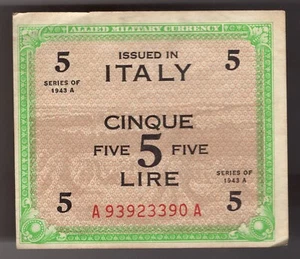 ALLIED MILITARY CURRENCY
5 ISSUED IN 5
SERIES OF
1943 A
ITALY
CINQUE
FIVE 5 FIVE
LIRE
SERIES OF
1943 A
5 5
A 93923390 A